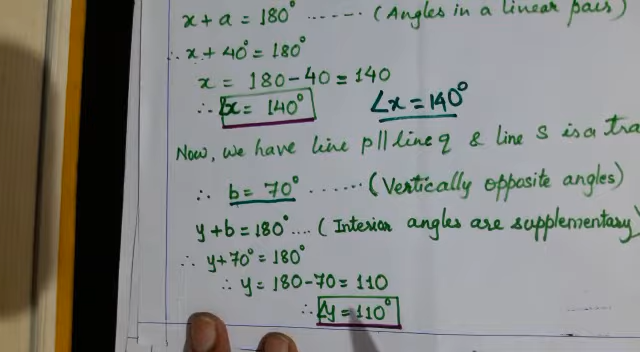 x + a = 180° ------ (Angles in a linear pair)
∴ x + 40° = 180°
x = 180 - 40 = 140
∴ ∠x = 140° ∠x = 140°
Now, we have line p || line q & line s is a tra
∴ b = 70° ...... (Vertically opposite angles)
y + b = 180° .... (Interior angles are supplementary)
∴ y + 70° = 180°
∴ y = 180 - 70 = 110
∴ ∠y = 110°